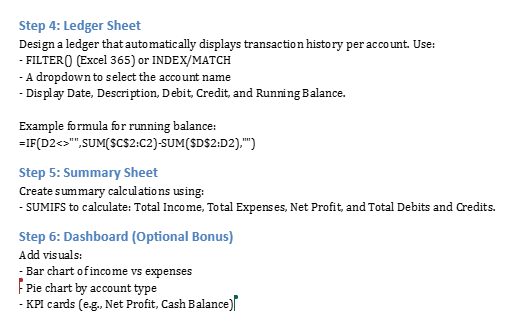 Step 4: Ledger Sheet
Design a ledger that automatically displays transaction history per account. Use:
- FILTER() (Excel 365) or INDEX/MATCH
- A dropdown to select the account name
- Display Date, Description, Debit, Credit, and Running Balance.
Example formula for running balance:
=IF(D2<>"",SUM($C$2:C2)-SUM($D$2:D2),"")
Step 5: Summary Sheet
Create summary calculations using:
- SUMIFS to calculate: Total Income, Total Expenses, Net Profit, and Total Debits and Credits.
Step 6: Dashboard (Optional Bonus)
Add visuals:
- Bar chart of income vs expenses
- Pie chart by account type
- KPI cards (e.g., Net Profit, Cash Balance)